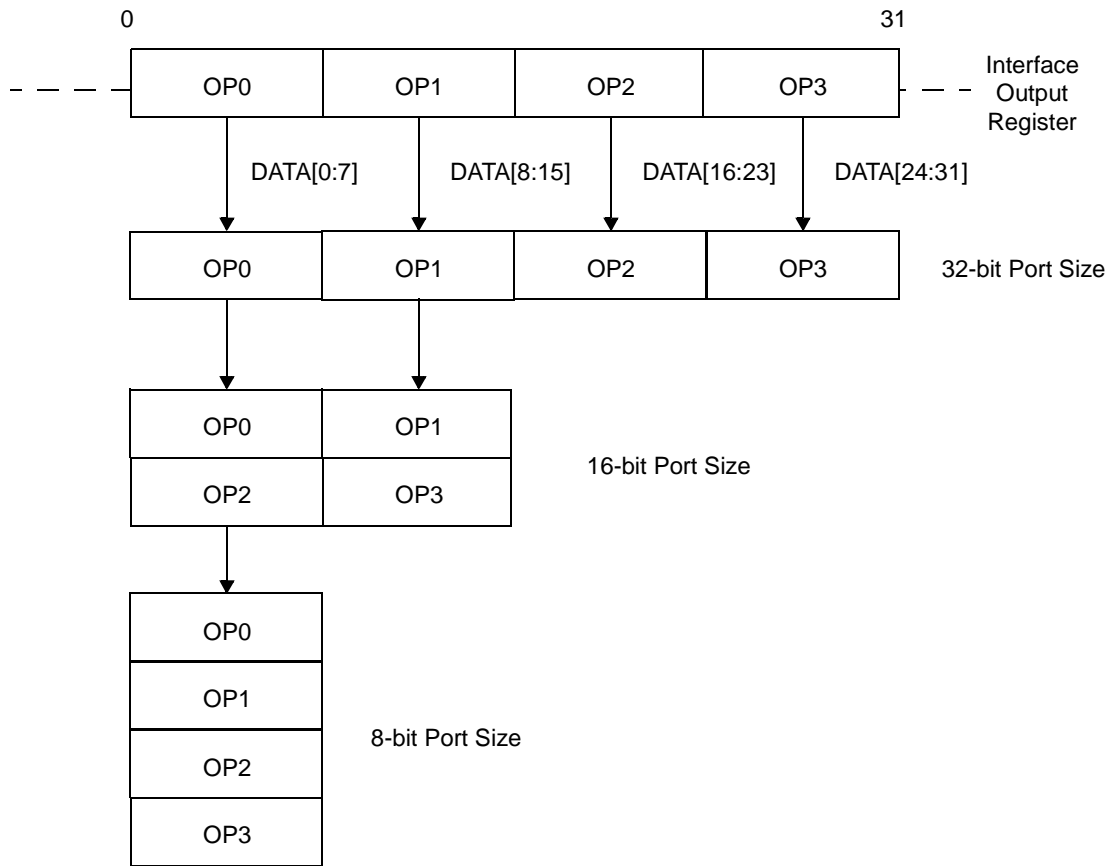 0 31
OP0 OP1 OP2 OP3
Interface
Output
Register
DATA[0:7] DATA[8:15] DATA[16:23] DATA[24:31]
OP0 OP1 OP2 OP3 32-bit Port Size
OP0 OP1
16-bit Port Size
OP2 OP3
OP0
OP1
8-bit Port Size
OP2
OP3